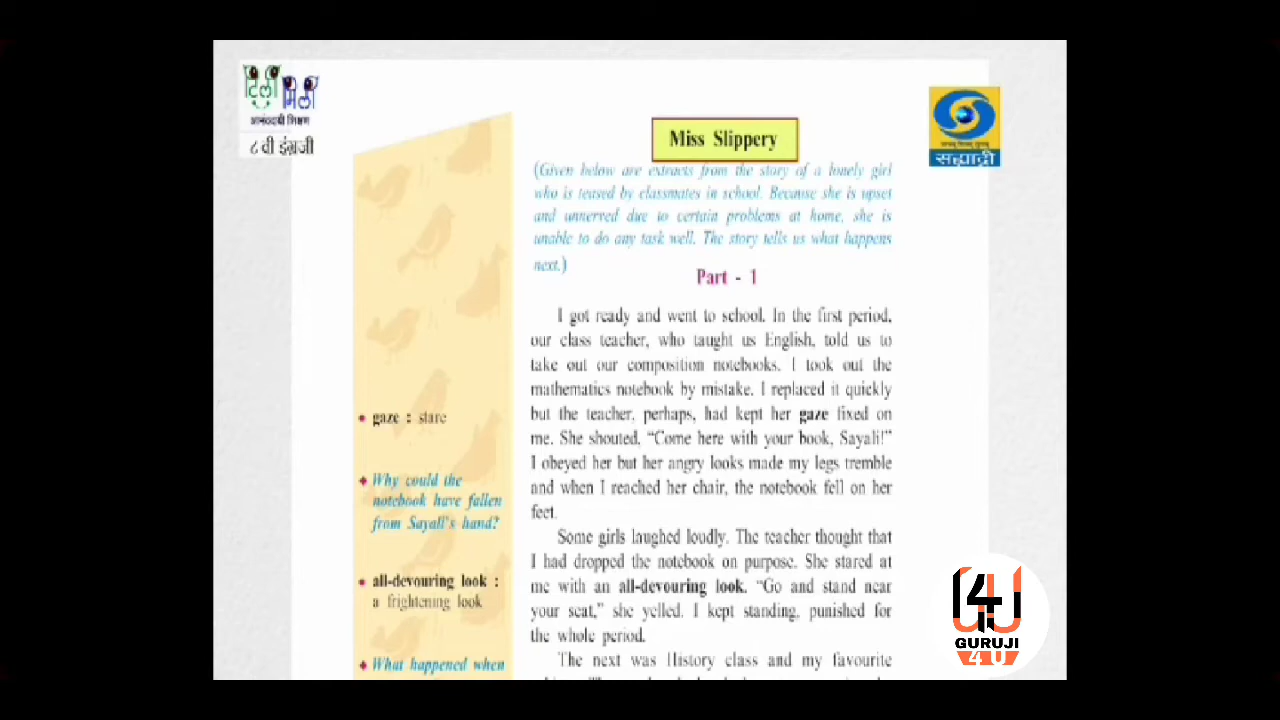 टिली
मिली
आनंददायी शिक्षण
८ वी इंग्रजी
सह्याद्री
Miss Slippery
(Given below are extracts from the story of a lonely girl
who is teased by classmates in school. Because she is upset
and unnerved due to certain problems at home, she is
unable to do any task well. The story tells us what happens
next.)
Part - 1
I got ready and went to school. In the first period,
our class teacher, who taught us English, told us to
take out our composition notebooks. I took out the
mathematics notebook by mistake. I replaced it quickly
but the teacher, perhaps, had kept her gaze fixed on
me. She shouted, “Come here with your book, Sayali!”
I obeyed her but her angry looks made my legs tremble
and when I reached her chair, the notebook fell on her
feet.
Some girls laughed loudly. The teacher thought that
I had dropped the notebook on purpose. She stared at
me with an all-devouring look. “Go and stand near
your seat,” she yelled. I kept standing, punished for
the whole period.
The next was History class and my favourite
• gaze : stare
Why could the
notebook have fallen
from Sayali's hand?
• all-devouring look :
a frightening look
What happened when
4U
GURUJI
4 U